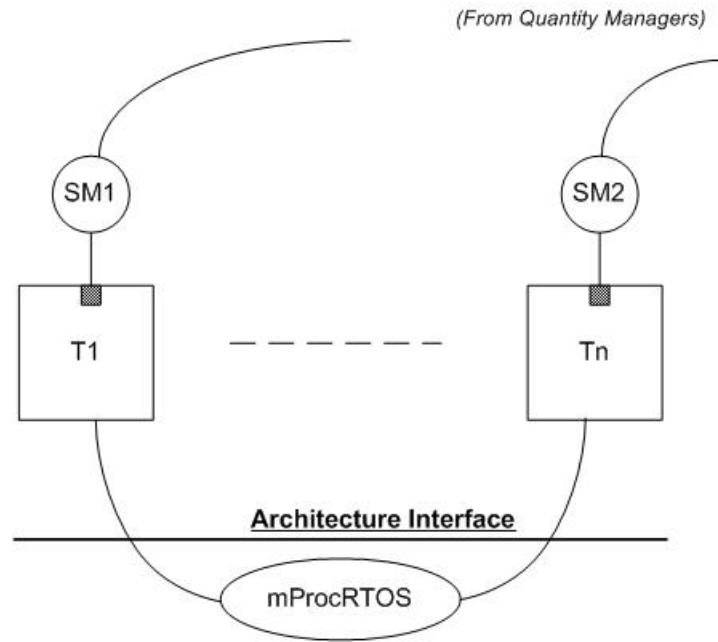 (From Quantity Managers)
SM1
SM2
T1
Tn
Architecture Interface
mProcRTOS